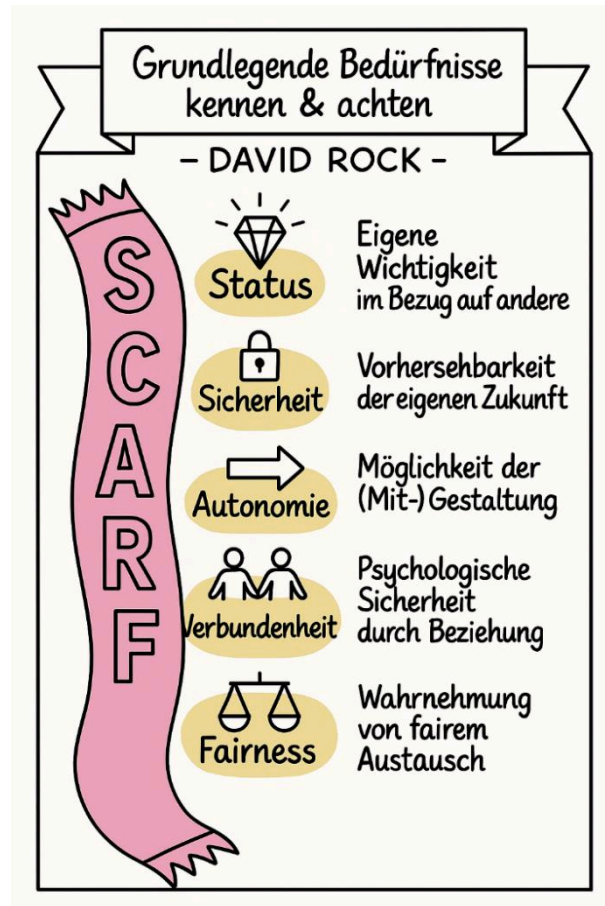 Grundlegende Bedürfnisse
kennen & achten
- DAVID ROCK -
S
C
A
R
F
Status
Eigene
Wichtigkeit
im Bezug auf andere
Sicherheit
Vorhersehbarkeit
der eigenen Zukunft
Autonomie
Möglichkeit der
(Mit-) Gestaltung
Verbundenheit
Psychologische
Sicherheit
durch Beziehung
Fairness
Wahrnehmung
von fairem
Austausch